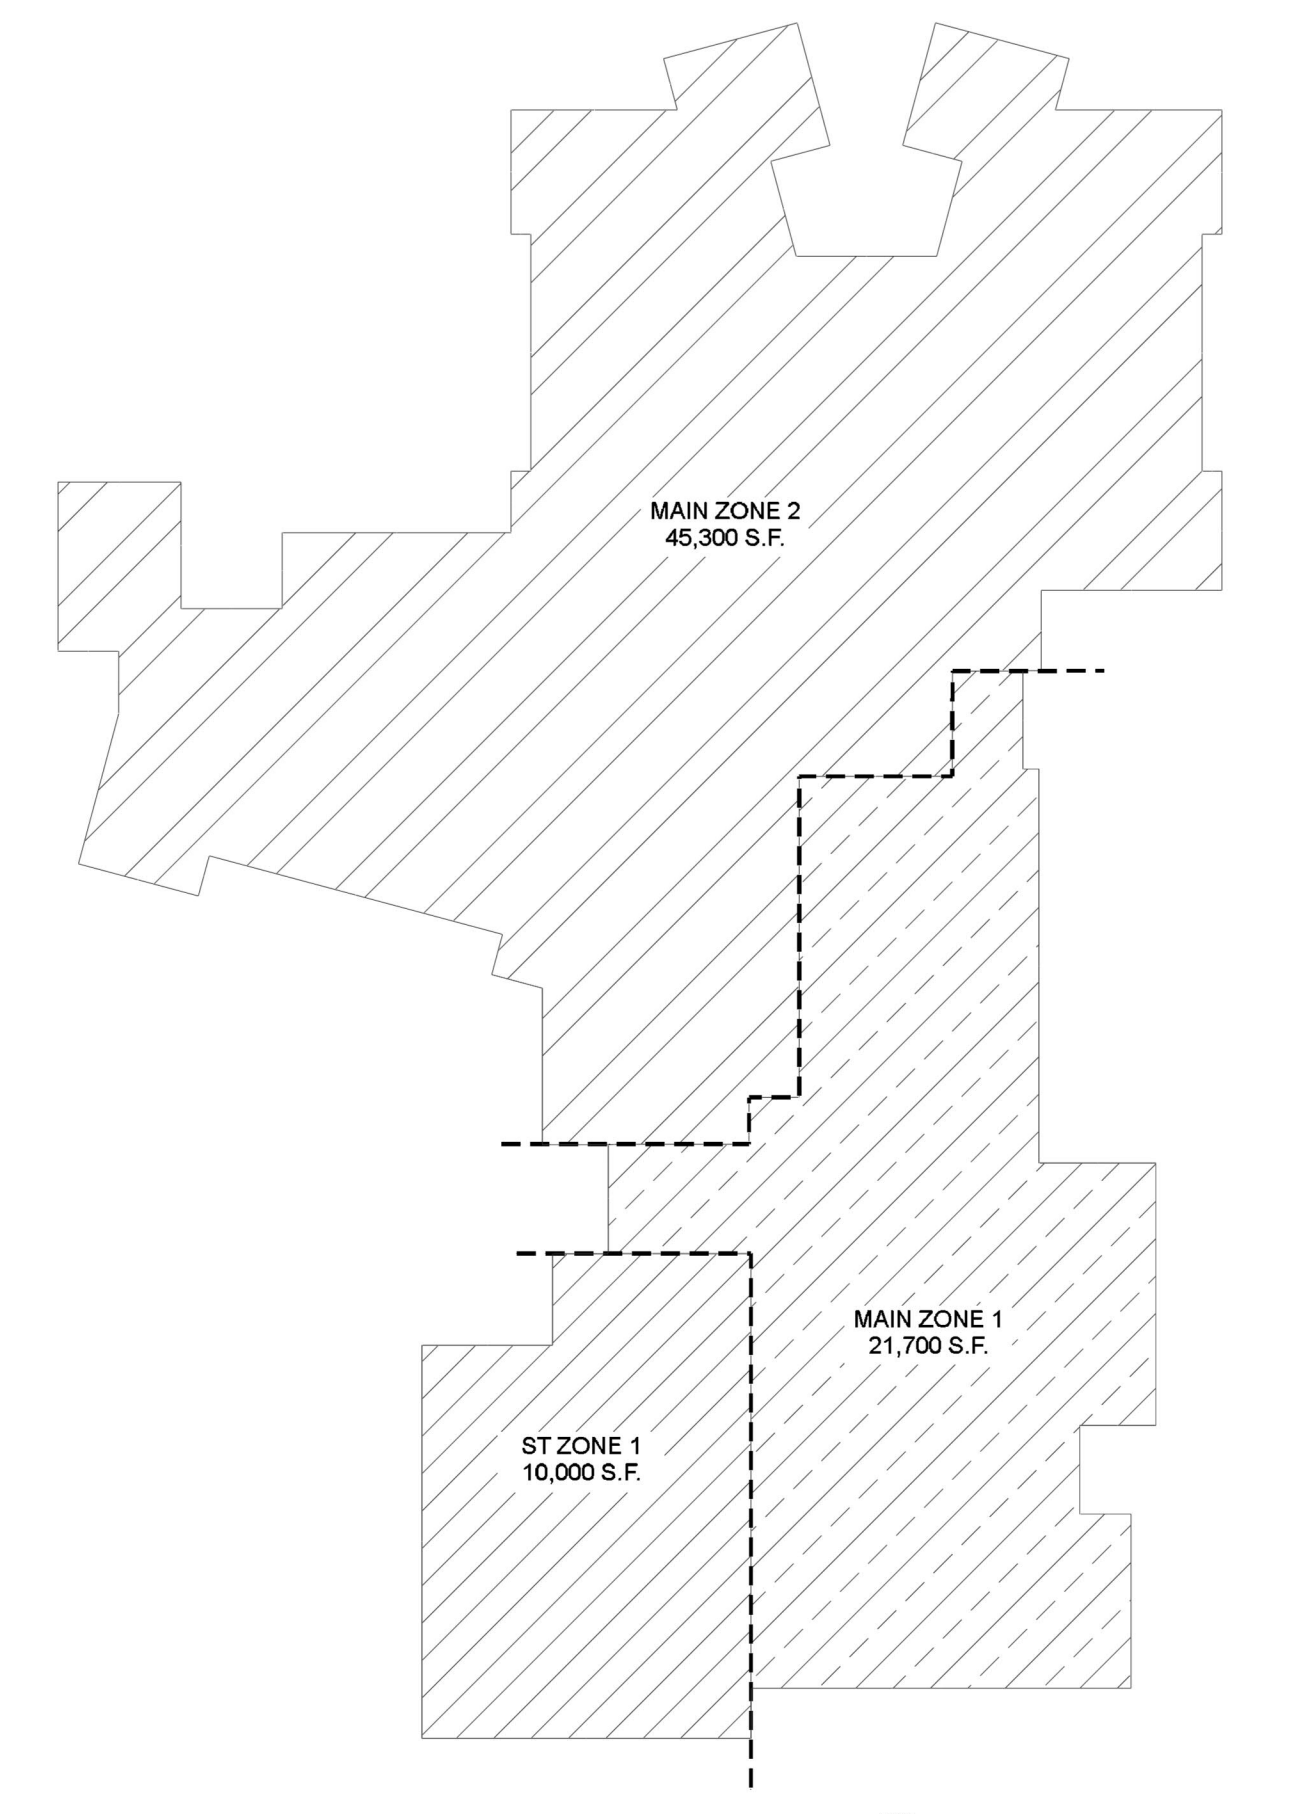 MAIN ZONE 2
45,300 S.F.
MAIN ZONE 1
21,700 S.F.
ST ZONE 1
10,000 S.F.